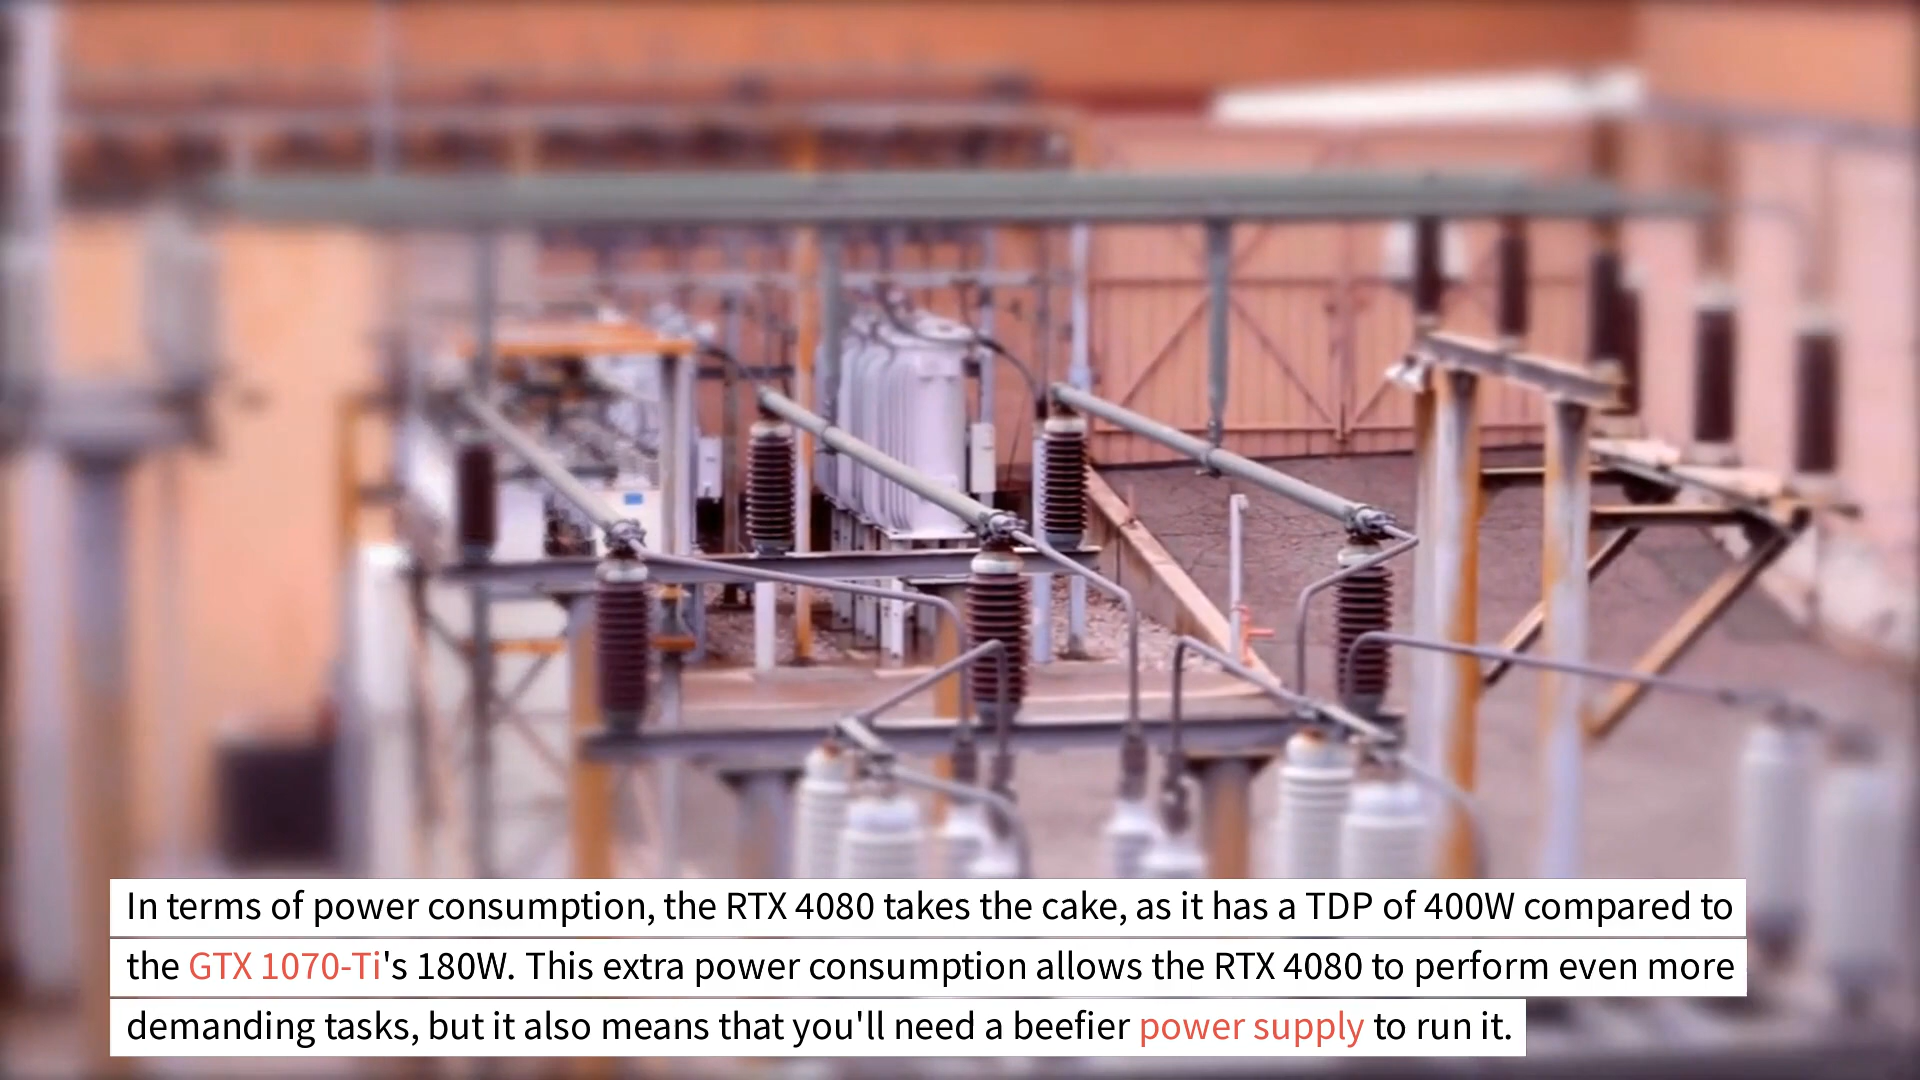 In terms of power consumption, the RTX 4080 takes the cake, as it has a TDP of 400W compared to
the GTX 1070-Ti's 180W. This extra power consumption allows the RTX 4080 to perform even more
demanding tasks, but it also means that you'll need a beefier power supply to run it.